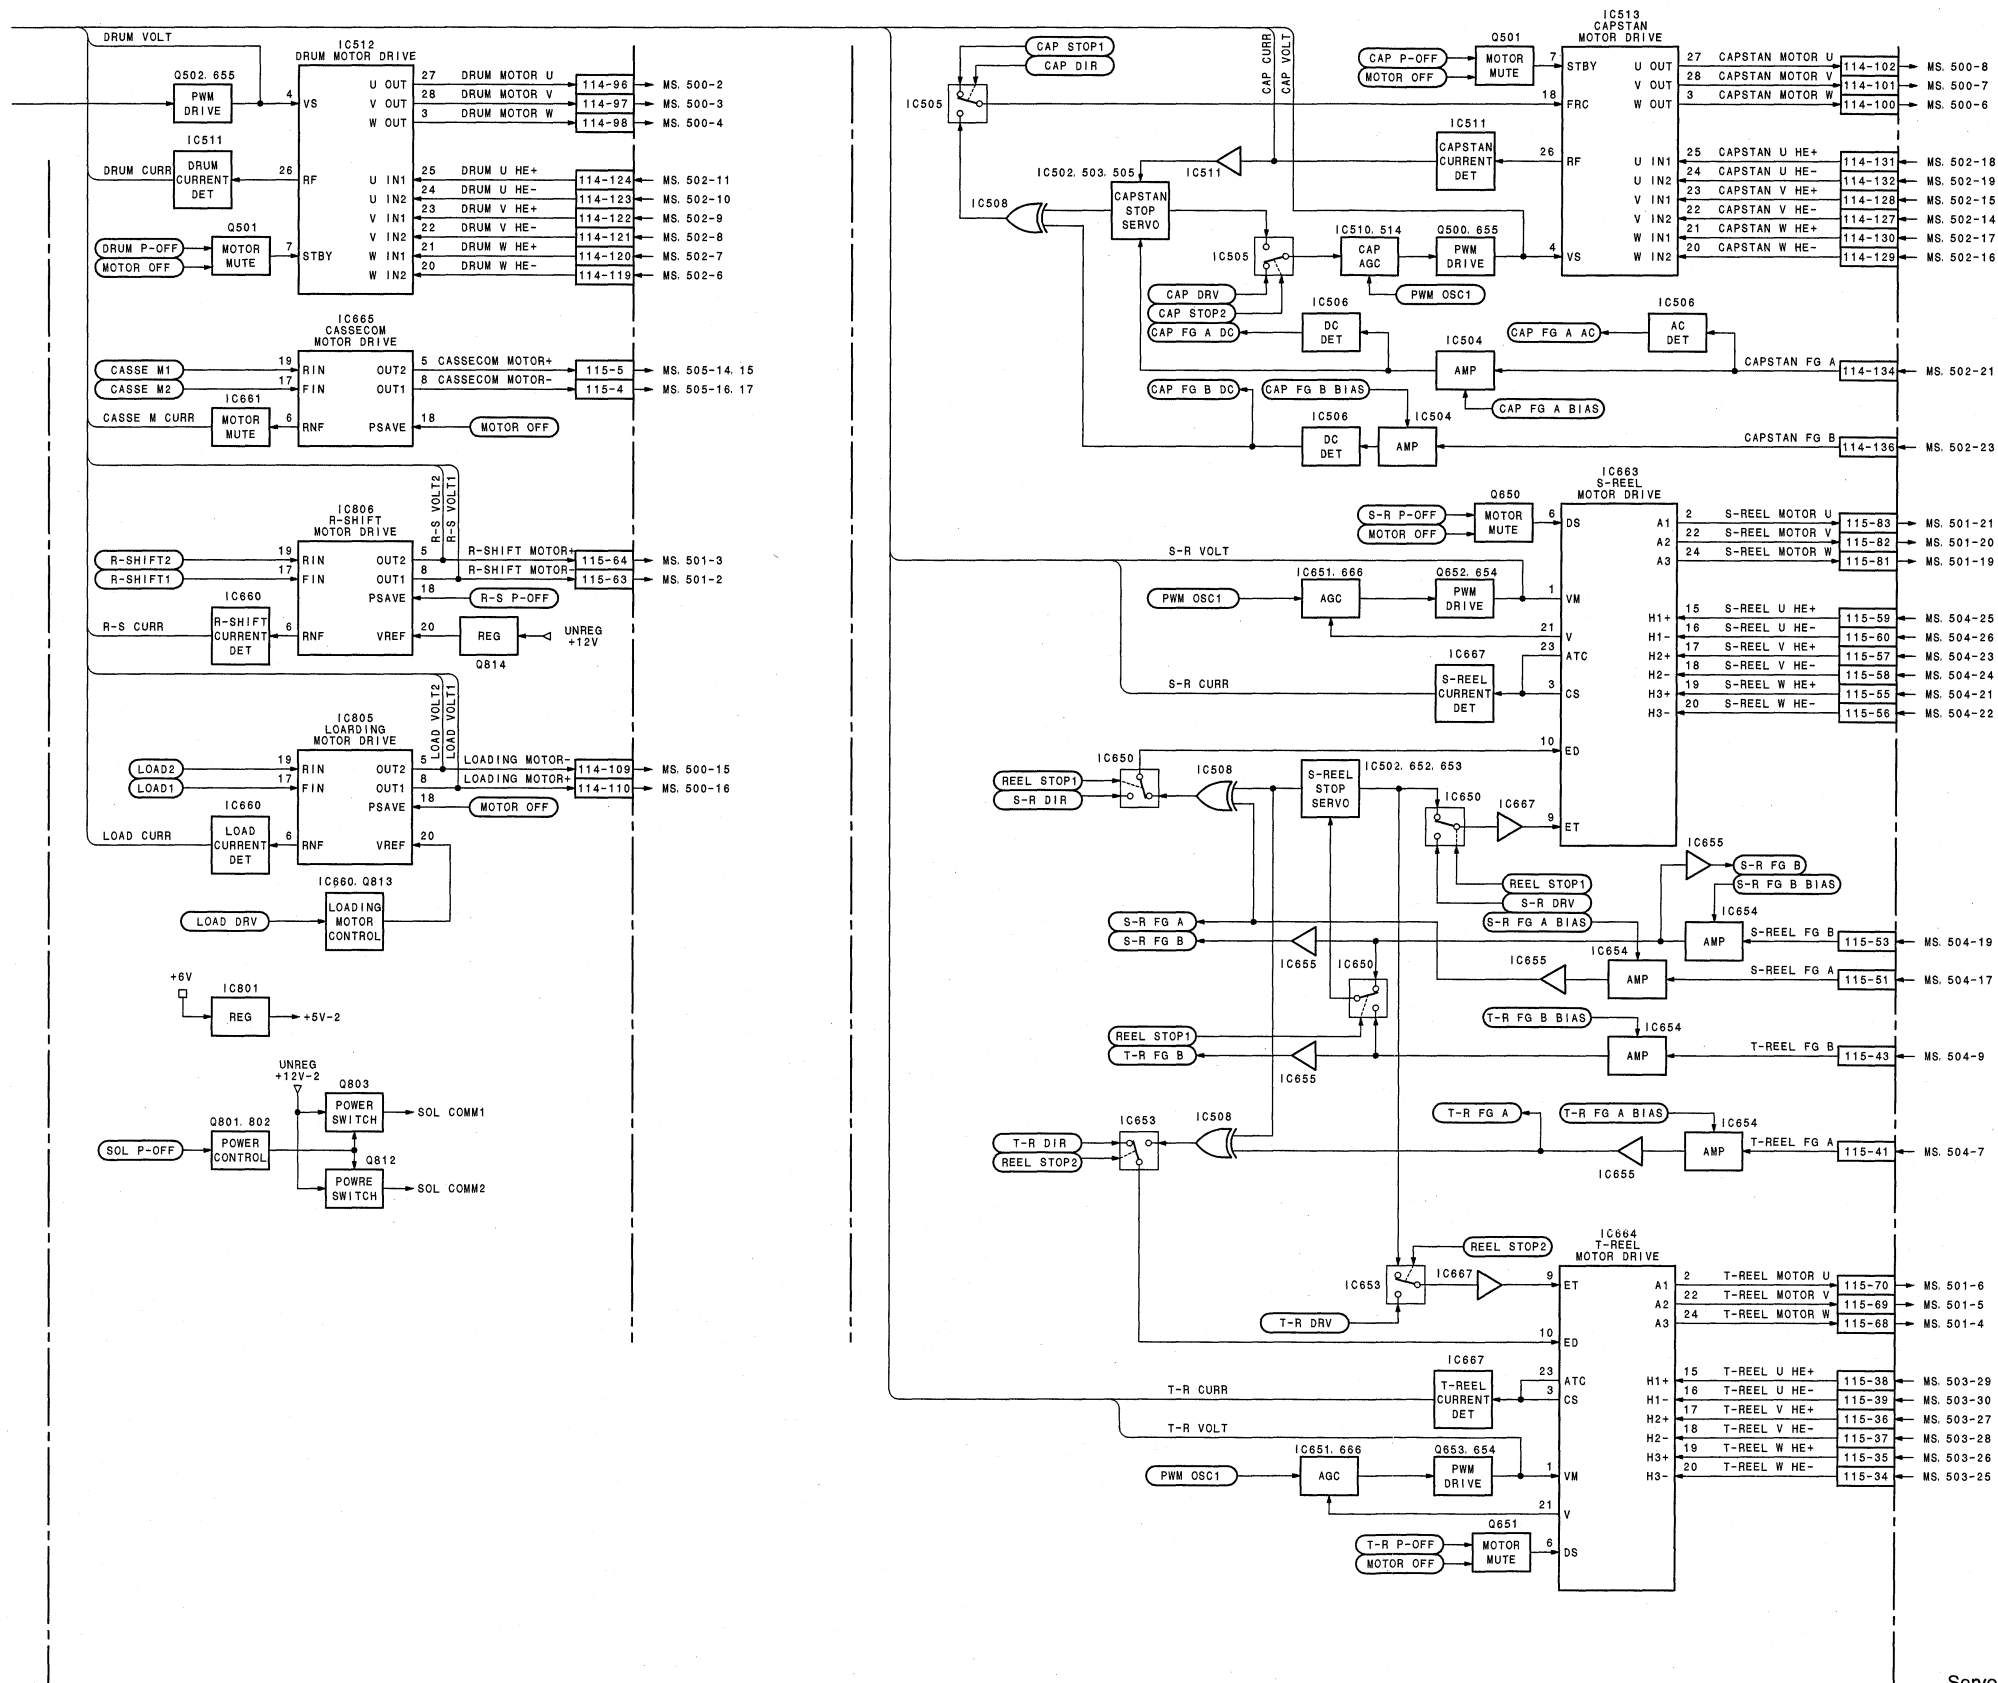 DRUM VOLT
IC512
DRUM MOTOR DRIVE
Q502, 655
PWM
DRIVE
4
VS
U OUT
27
DRUM MOTOR U
114-96
MS. 500-2
V OUT
28
DRUM MOTOR V
114-97
MS. 500-3
W OUT
3
DRUM MOTOR W
114-98
MS. 500-4
IC511
DRUM
CURRENT
DET
DRUM CURR
26
RF
U IN1
25
DRUM U HE+
114-124
MS. 502-11
U IN2
24
DRUM U HE-
114-123
MS. 502-10
V IN1
23
DRUM V HE+
114-122
MS. 502-9
V IN2
22
DRUM V HE-
114-121
MS. 502-8
W IN1
21
DRUM W HE+
114-120
MS. 502-7
W IN2
20
DRUM W HE-
114-119
MS. 502-6
Q501
DRUM P-OFF
MOTOR OFF
MOTOR
MUTE
7
STBY
IC665
CASSECOM
MOTOR DRIVE
CASSE M1
19
RIN
OUT2
5
CASSECOM MOTOR+
115-5
MS. 505-14, 15
CASSE M2
17
FIN
OUT1
8
CASSECOM MOTOR-
115-4
MS. 505-16, 17
CASSE M CURR
IC661
MOTOR
MUTE
6
RNF
PSAVE
18
MOTOR OFF
R-S VOLT2
R-S VOLT1
IC806
R-SHIFT
MOTOR DRIVE
R-SHIFT2
19
RIN
OUT2
5
R-SHIFT MOTOR+
115-64
MS. 501-3
R-SHIFT1
17
FIN
OUT1
8
R-SHIFT MOTOR-
115-63
MS. 501-2
PSAVE
18
R-S P-OFF
R-S CURR
IC660
R-SHIFT
CURRENT
DET
6
RNF
VREF
20
REG
Q814
UNREG
+12V
LOAD VOLT2
LOAD VOLT1
IC805
LOARDING
MOTOR DRIVE
LOAD2
19
RIN
OUT2
5
LOADING MOTOR-
114-109
MS. 500-15
LOAD1
17
FIN
OUT1
8
LOADING MOTOR+
114-110
MS. 500-16
PSAVE
18
MOTOR OFF
LOAD CURR
IC660
LOAD
CURRENT
DET
6
RNF
VREF
20
IC660, Q813
LOAD DRV
LOADING
MOTOR
CONTROL
+6V
IC801
REG
+5V-2
UNREG
+12V-2
Q803
POWER
SWITCH
SOL COMM1
Q801, 802
SOL P-OFF
POWER
CONTROL
Q812
POWRE
SWITCH
SOL COMM2
CAP STOP1
CAP DIR
IC505
CAP CURR
CAP VOLT
IC513
CAPSTAN
MOTOR DRIVE
Q501
CAP P-OFF
MOTOR OFF
MOTOR
MUTE
7
STBY
18
FRC
U OUT
27
CAPSTAN MOTOR U
114-102
MS. 500-8
V OUT
28
CAPSTAN MOTOR V
114-101
MS. 500-7
W OUT
3
CAPSTAN MOTOR W
114-100
MS. 500-6
IC511
CAPSTAN
CURRENT
DET
26
RF
IC511
U IN1
25
CAPSTAN U HE+
114-131
MS. 502-18
U IN2
24
CAPSTAN U HE-
114-132
MS. 502-19
V IN1
23
CAPSTAN V HE+
114-128
MS. 502-15
V IN2
22
CAPSTAN V HE-
114-127
MS. 502-14
W IN1
21
CAPSTAN W HE+
114-130
MS. 502-17
W IN2
20
CAPSTAN W HE-
114-129
MS. 502-16
IC502, 503, 505
CAPSTAN
STOP
SERVO
IC508
IC505
IC510, 514
CAP
AGC
Q500, 655
PWM
DRIVE
4
VS
CAP DRV
CAP STOP2
CAP FG A DC
PWM OSC1
IC506
DC
DET
CAP FG A AC
IC506
AC
DET
IC504
AMP
CAPSTAN FG A
114-134
MS. 502-21
CAP FG B DC
CAP FG B BIAS
CAP FG A BIAS
IC506
DC
DET
IC504
AMP
CAPSTAN FG B
114-136
MS. 502-23
IC663
S-REEL
MOTOR DRIVE
Q650
S-R P-OFF
MOTOR OFF
MOTOR
MUTE
6
DS
A1
2
S-REEL MOTOR U
115-83
MS. 501-21
A2
22
S-REEL MOTOR V
115-82
MS. 501-20
A3
24
S-REEL MOTOR W
115-81
MS. 501-19
S-R VOLT
PWM OSC1
IC651, 666
AGC
Q652, 654
PWM
DRIVE
1
VM
21
V
23
ATC
3
CS
H1+
15
S-REEL U HE+
115-59
MS. 504-25
H1-
16
S-REEL U HE-
115-60
MS. 504-26
H2+
17
S-REEL V HE+
115-57
MS. 504-23
H2-
18
S-REEL V HE-
115-58
MS. 504-24
H3+
19
S-REEL W HE+
115-55
MS. 504-21
H3-
20
S-REEL W HE-
115-56
MS. 504-22
S-R CURR
IC667
S-REEL
CURRENT
DET
10
ED
IC650
REEL STOP1
S-R DIR
IC508
S-REEL
STOP
SERVO
IC502, 652, 653
IC650
IC667
9
ET
REEL STOP1
S-R DRV
S-R FG A BIAS
IC655
S-R FG B
S-R FG B BIAS
IC654
AMP
S-REEL FG B
115-53
MS. 504-19
S-R FG A
S-R FG B
IC655
IC650
IC655
IC654
AMP
S-REEL FG A
115-51
MS. 504-17
T-R FG B BIAS
IC654
REEL STOP1
T-R FG B
IC655
AMP
T-REEL FG B
115-43
MS. 504-9
T-R FG A
T-R FG A BIAS
IC654
IC653
IC508
T-R DIR
REEL STOP2
IC655
AMP
T-REEL FG A
115-41
MS. 504-7
IC664
T-REEL
MOTOR DRIVE
REEL STOP2
IC653
IC667
9
ET
T-R DRV
10
ED
A1
2
T-REEL MOTOR U
115-70
MS. 501-6
A2
22
T-REEL MOTOR V
115-69
MS. 501-5
A3
24
T-REEL MOTOR W
115-68
MS. 501-4
T-R CURR
IC667
T-REEL
CURRENT
DET
23
ATC
3
CS
H1+
15
T-REEL U HE+
115-38
MS. 503-29
H1-
16
T-REEL U HE-
115-39
MS. 503-30
H2+
17
T-REEL V HE+
115-36
MS. 503-27
H2-
18
T-REEL V HE-
115-37
MS. 503-28
H3+
19
T-REEL W HE+
115-35
MS. 503-26
H3-
20
T-REEL W HE-
115-34
MS. 503-25
T-R VOLT
PWM OSC1
IC651, 666
AGC
Q653, 654
PWM
DRIVE
1
VM
21
V
Q651
T-R P-OFF
MOTOR OFF
MOTOR
MUTE
6
DS
Servo